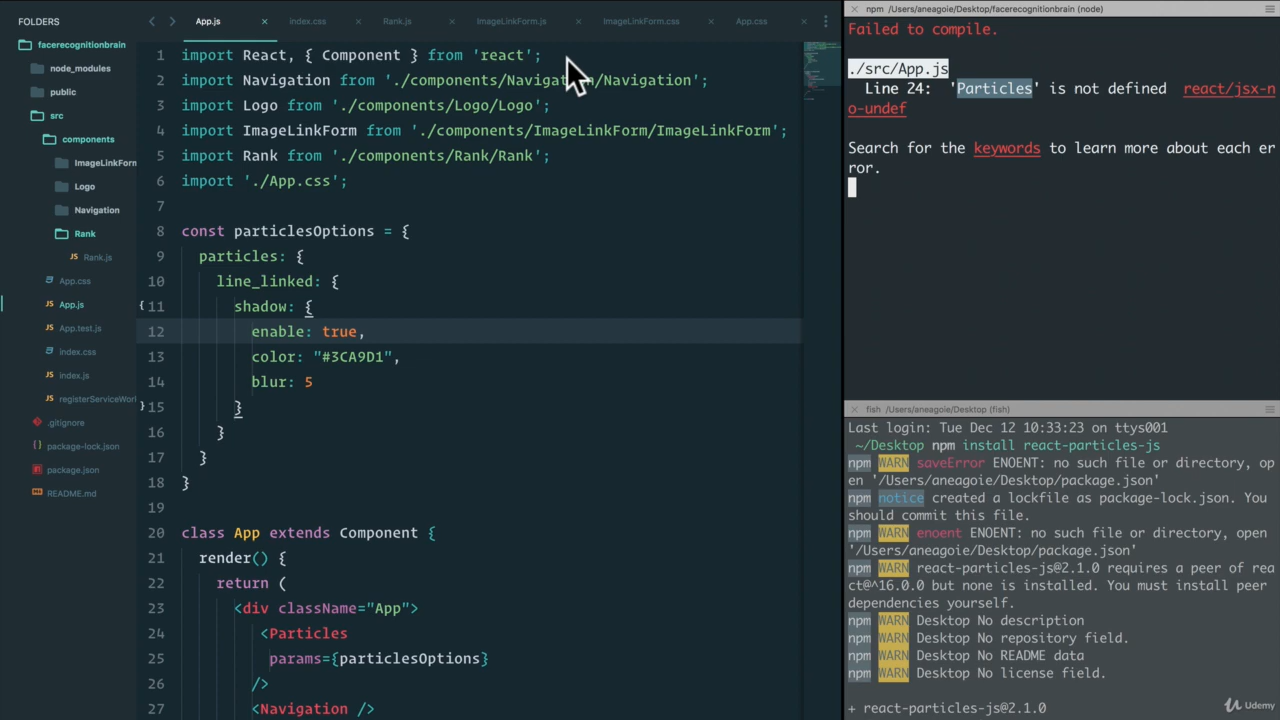 FOLDERS
facerecognitionbrain
node_modules
public
src
components
ImageLinkForm
Logo
Navigation
Rank
JS Rank.js
App.css
JS App.js
JS App.test.js
index.css
JS index.js
JS registerServiceWor
.gitignore
package-lock.json
package.json
README.md
App.js × index.css × Rank.js × ImageLinkForm.js × ImageLinkForm.css × App.css ×
1 import React, { Component } from 'react';
2 import Navigation from './components/Navigation/Navigation';
3 import Logo from './components/Logo/Logo';
4 import ImageLinkForm from './components/ImageLinkForm/ImageLinkForm';
5 import Rank from './components/Rank/Rank';
6 import './App.css';
7
8 const particlesOptions = {
9 particles: {
10 line_linked: {
{ 11 shadow: {
12 enable: true,
13 color: "#3CA9D1",
14 blur: 5
} 15 }
16 }
17 }
18 }
19
20 class App extends Component {
21 render() {
22 return (
23 <div className="App">
24 <Particles
25 params={particlesOptions}
26 />
27 <Navigation />
× npm /Users/aneagoie/Desktop/facerecognitionbrain (node)
Failed to compile.
./src/App.js
Line 24: 'Particles' is not defined react/jsx-n
o-undef
Search for the keywords to learn more about each er
ror.
× fish /Users/aneagoie/Desktop (fish)
Last login: Tue Dec 12 10:33:23 on ttys001
~/Desktop npm install react-particles-js
npm WARN saveError ENOENT: no such file or directory, op
en '/Users/aneagoie/Desktop/package.json'
npm notice created a lockfile as package-lock.json. You
should commit this file.
npm WARN enoent ENOENT: no such file or directory, open
'/Users/aneagoie/Desktop/package.json'
npm WARN react-particles-js@2.1.0 requires a peer of rea
ct@^16.0.0 but none is installed. You must install peer
dependencies yourself.
npm WARN Desktop No description
npm WARN Desktop No repository field.
npm WARN Desktop No README data
npm WARN Desktop No license field.
+ react-particles-js@2.1.0
Udemy